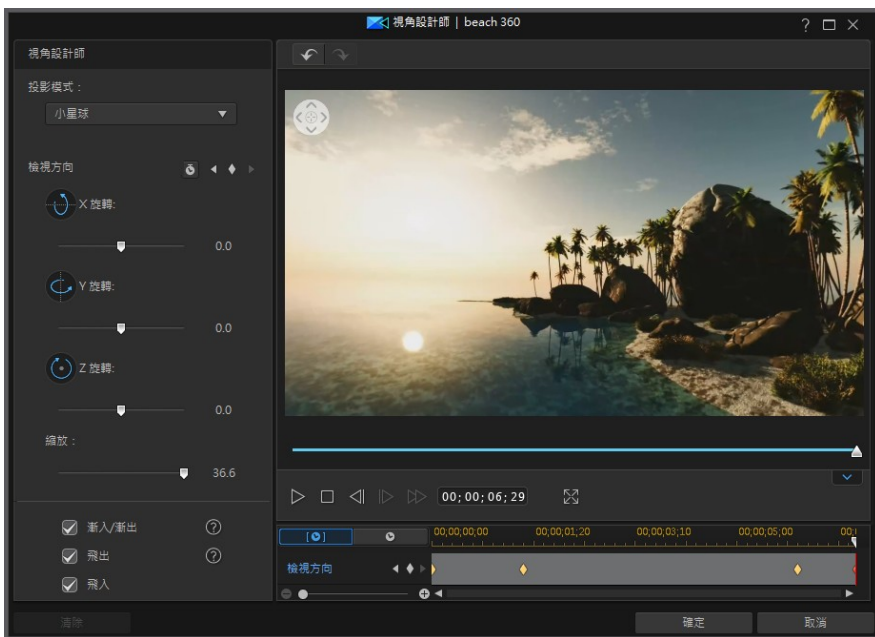 視角設計師 | beach 360
視角設計師
投影模式：
小星球
檢視方向
X 旋轉:
0.0
Y 旋轉:
0.0
Z 旋轉:
0.0
縮放：
36.6
漸入/漸出
飛出
飛入
00;00;06;29
00;00;00;00 00;00;01;20 00;00;03;10 00;00;05;00
檢視方向
清除
確定 取消